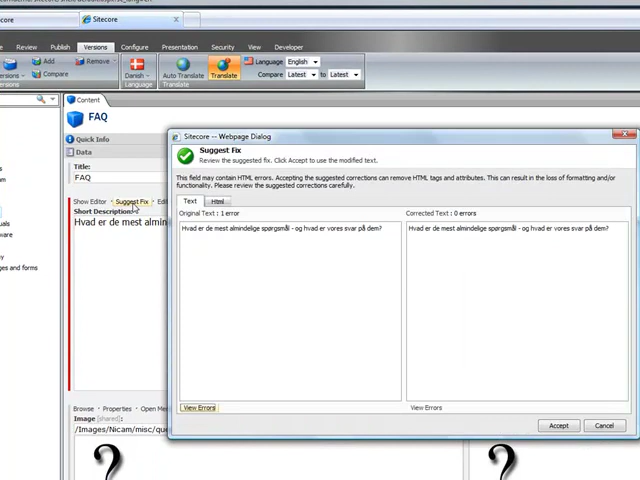 Sitecore
Review Publish Versions Configure Presentation Security View Developer
Add Remove
Compare
Danish
Language
Auto Translate
Translate
Translate
Language English
Compare Latest to Latest
Content
FAQ
Quick Info
Data
Title:
FAQ
Show Editor · Suggest Fix · Edit
Short Description:
Hvad er de mest almin
Browse · Properties · Open Me
Image [shared]:
/Images/Nicam/misc/que
?
?
ages and forms
Sitecore -- Webpage Dialog
Suggest Fix
Review the suggested fix. Click Accept to use the modified text.
This field may contain HTML errors. Accepting the suggested corrections can remove HTML tags and attributes. This can result in the loss of formatting and/or
functionality. Please review the suggested corrections carefully.
Text Html
Original Text : 1 error
Corrected Text : 0 errors
Hvad er de mest almindelige spørgsmål - og hvad er vores svar på dem?
Hvad er de mest almindelige spørgsmål - og hvad er vores svar på dem?
View Errors
View Errors
Accept Cancel